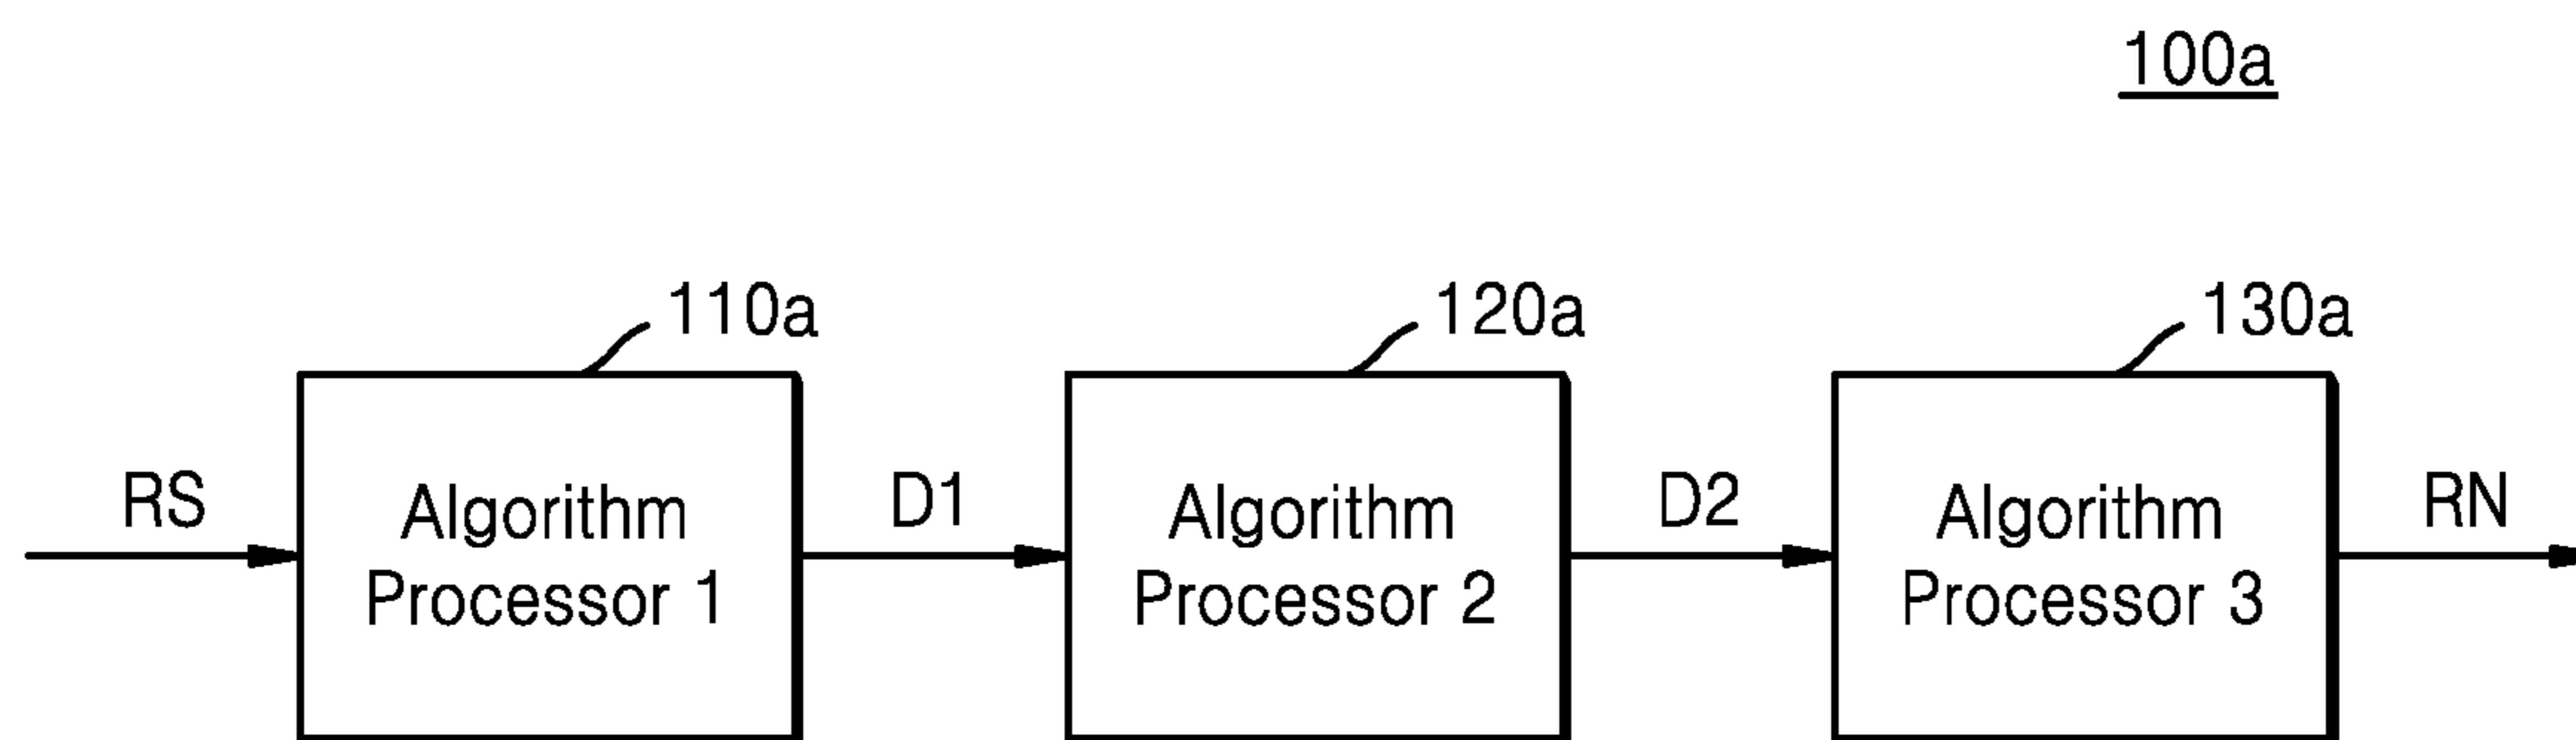 100a
110a
120a
130a
RS
Algorithm
Processor 1
D1
Algorithm
Processor 2
D2
Algorithm
Processor 3
RN